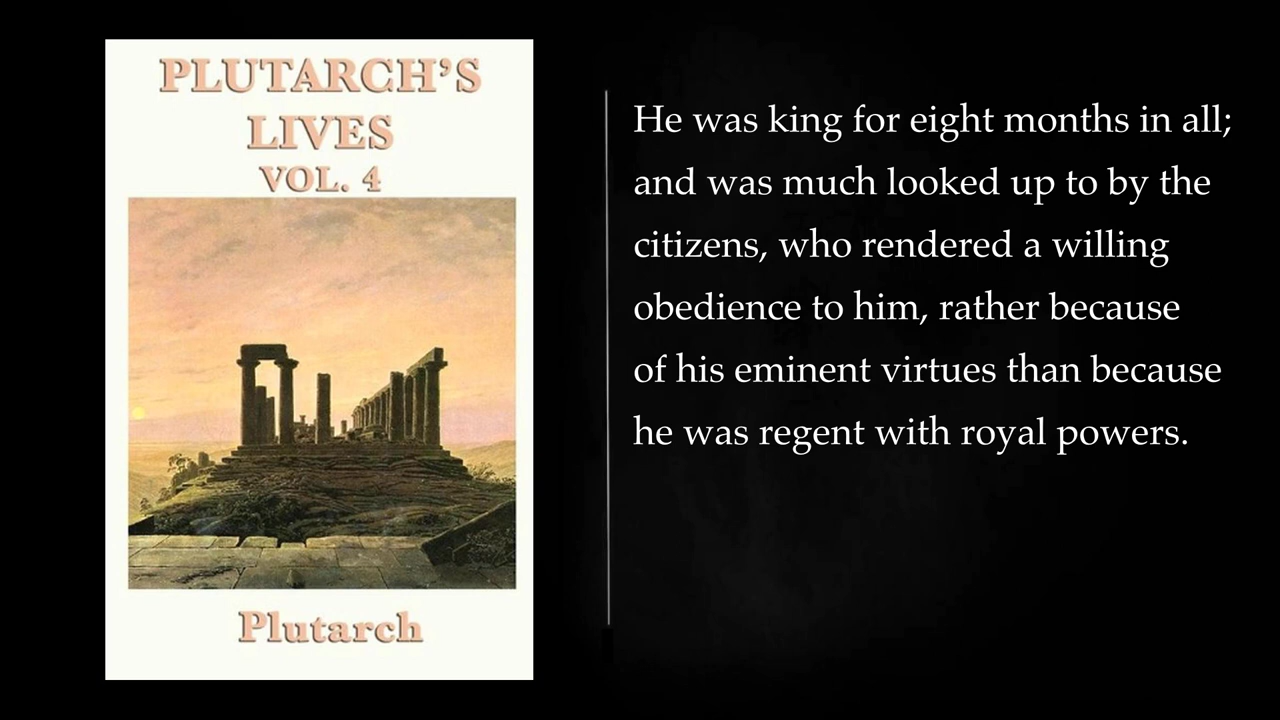 PLUTARCH'S
LIVES
VOL. 4
Plutarch
He was king for eight months in all;
and was much looked up to by the
citizens, who rendered a willing
obedience to him, rather because
of his eminent virtues than because
he was regent with royal powers.